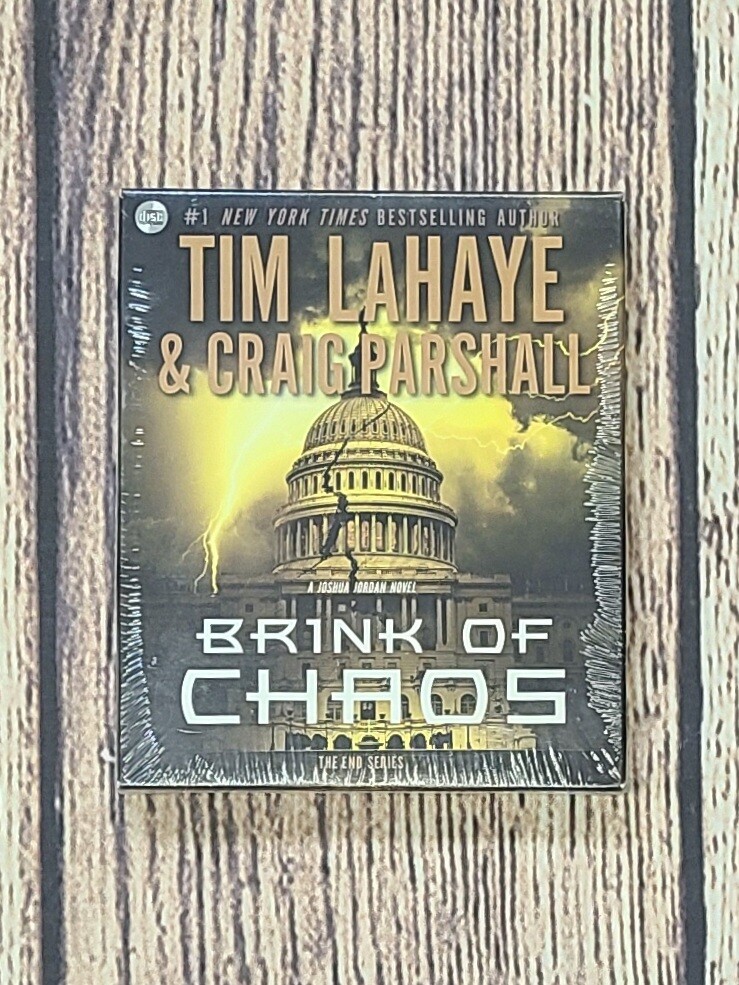 disc
#1 NEW YORK TIMES BESTSELLING AUTHOR
TIM LAHAYE
& CRAIG PARSHALL
A JOSHUA JORDAN NOVEL
BRINK OF
CHAOS
THE END SERIES